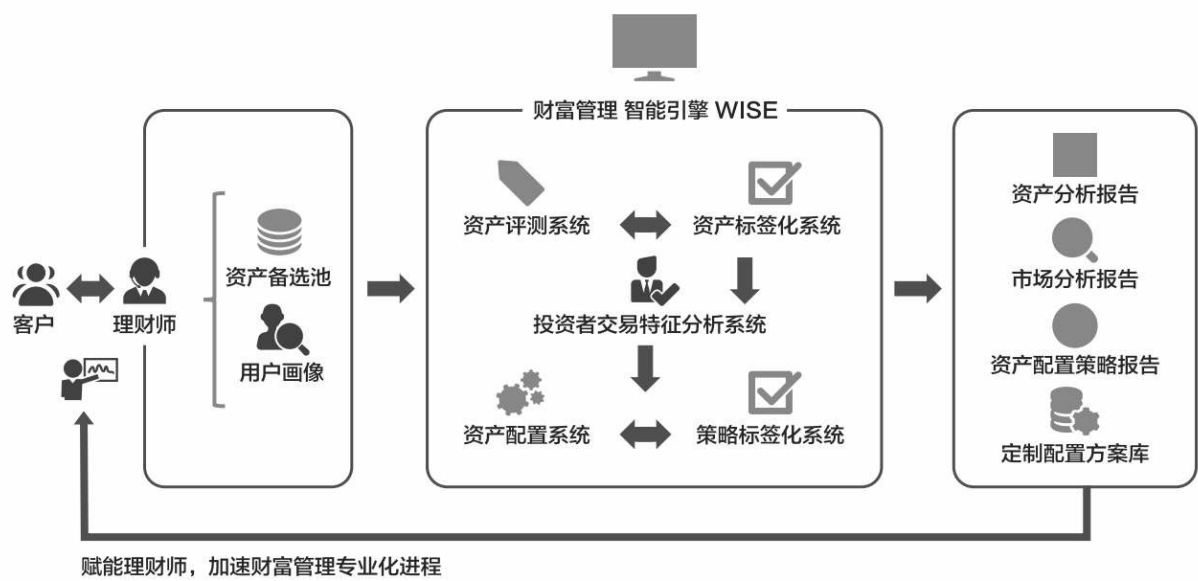 财富管理 智能引擎 WISE
客户
理财师
资产备选池
用户画像
资产评测系统
资产标签化系统
投资者交易特征分析系统
资产配置系统
策略标签化系统
资产分析报告
市场分析报告
资产配置策略报告
定制配置方案库
赋能理财师，加速财富管理专业化进程